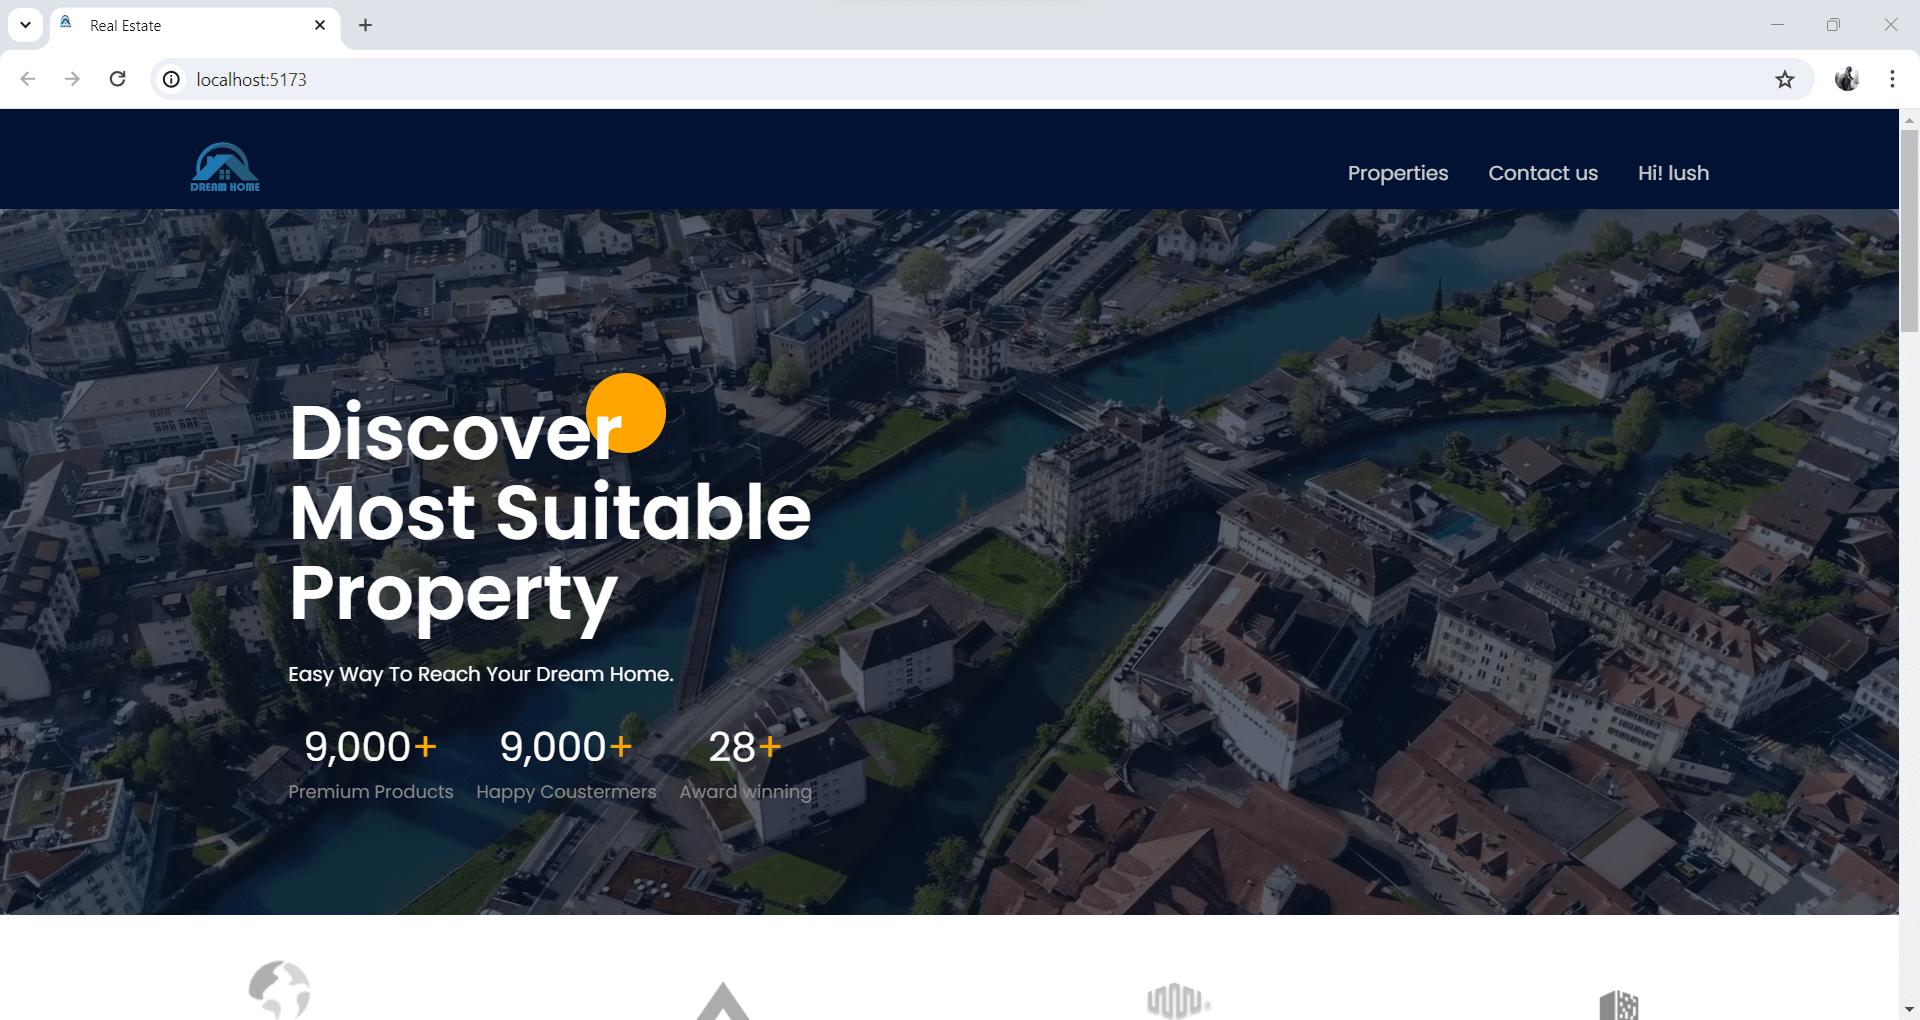 Real Estate
localhost:5173
DREAM HOME
Properties Contact us Hi! lush
Discover
Most Suitable
Property
Easy Way To Reach Your Dream Home.
9,000+ 9,000+ 28+
Premium Products Happy Coustermers Award winning